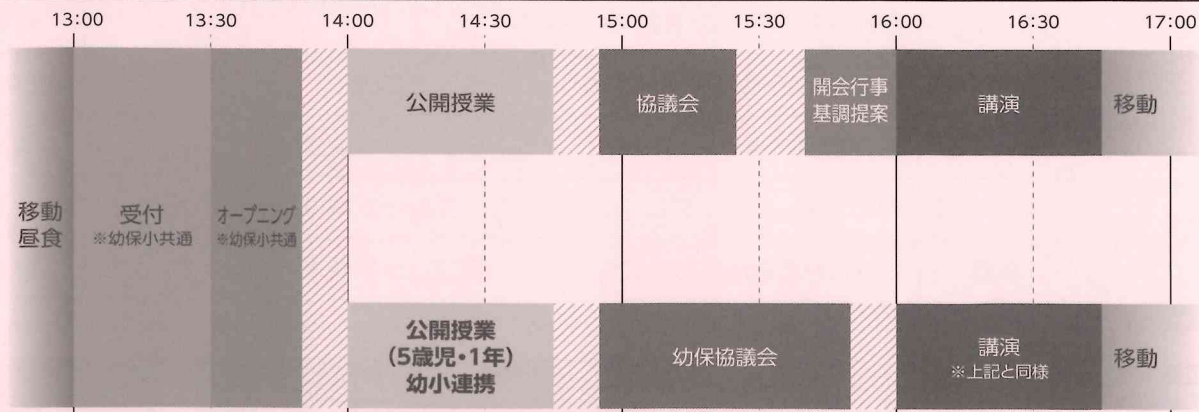 13:00
13:30
14:00
14:30
15:00
15:30
16:00
16:30
17:00
移動
昼食
受付
※幼保小共通
オープニング
※幼保小共通
公開授業
協議会
開会行事
基調提案
講演
移動
公開授業
（5歳児・1年）
幼小連携
幼保協議会
講演
※上記と同様
移動